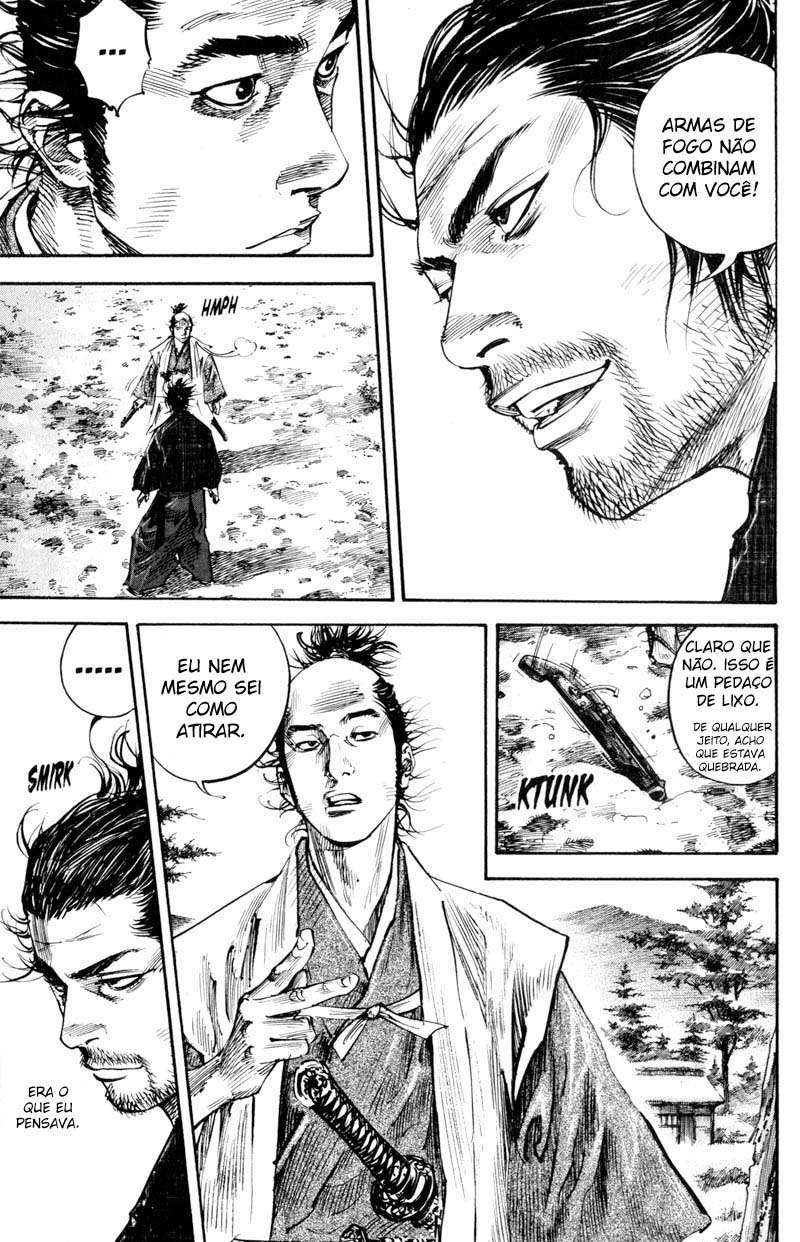 ARMAS DE
FOGO NÃO
COMBINAM
COM VOCÊ!
...
HMPH
CLARO QUE
NÃO. ISSO É
UM PEDAÇO
DE LIXO.
DE QUALQUER
JEITO, ACHO
QUE ESTAVA
QUEBRADA.
KTUNK
EU NEM
MESMO SEI
COMO
ATIRAR.
.....
SMIRK
ERA O
QUE EU
PENSAVA.